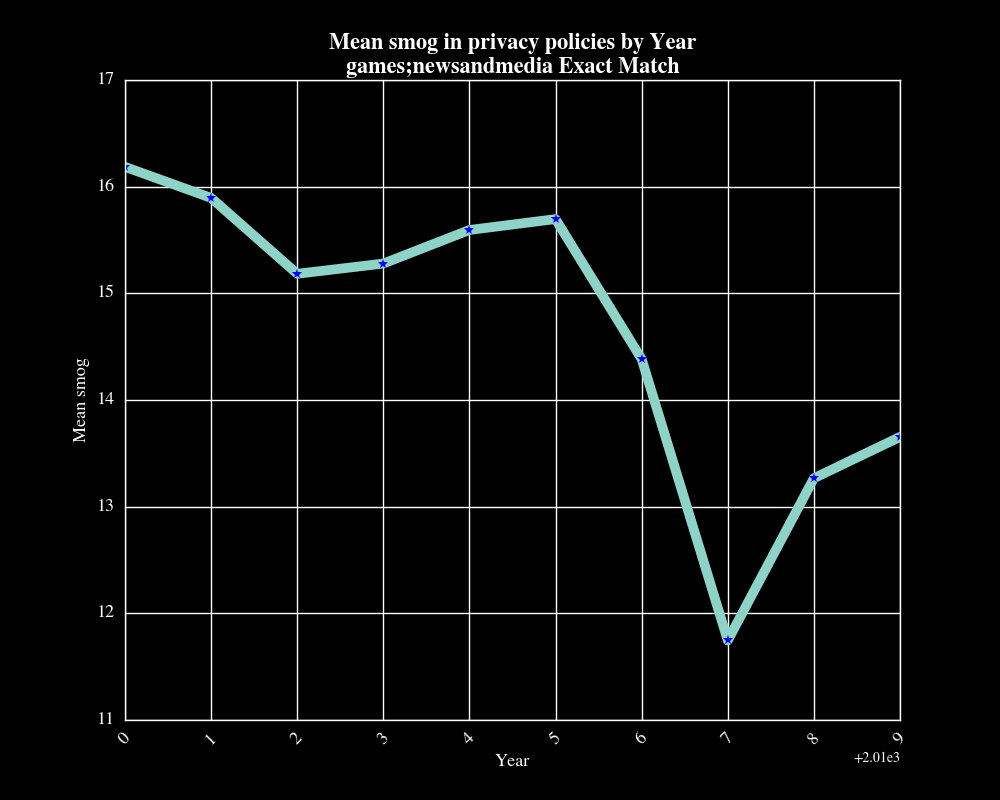 Mean smog in privacy policies by Year
games;newsandmedia Exact Match
17
16
15
14
13
12
11
Mean smog
0 1 2 3 4 5 6 7 8 9
Year
+2.01e3